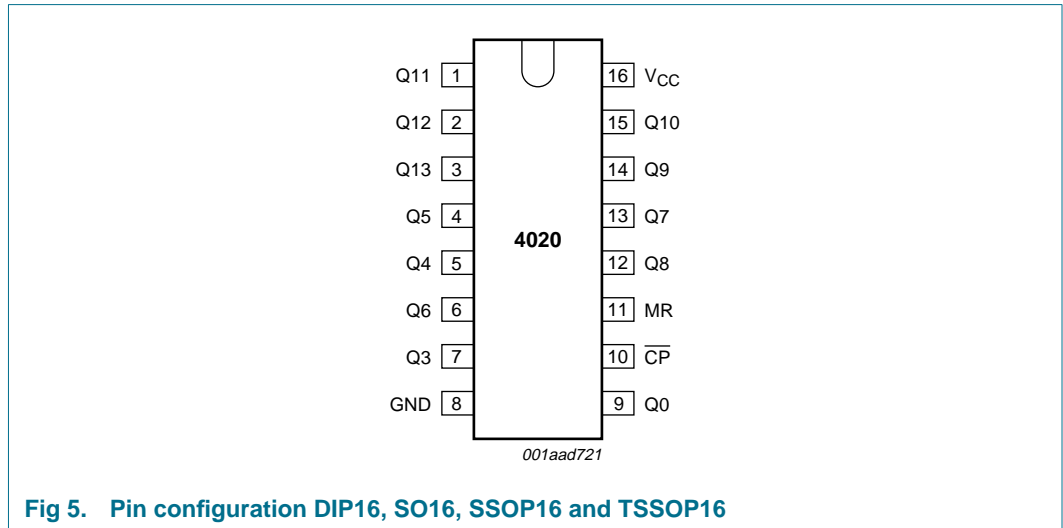 Q11 1 16 VCC
Q12 2 15 Q10
Q13 3 14 Q9
Q5 4 13 Q7
4020
Q4 5 12 Q8
Q6 6 11 MR
Q3 7 10 C̅P̅
GND 8 9 Q0
001aad721
Fig 5. Pin configuration DIP16, SO16, SSOP16 and TSSOP16